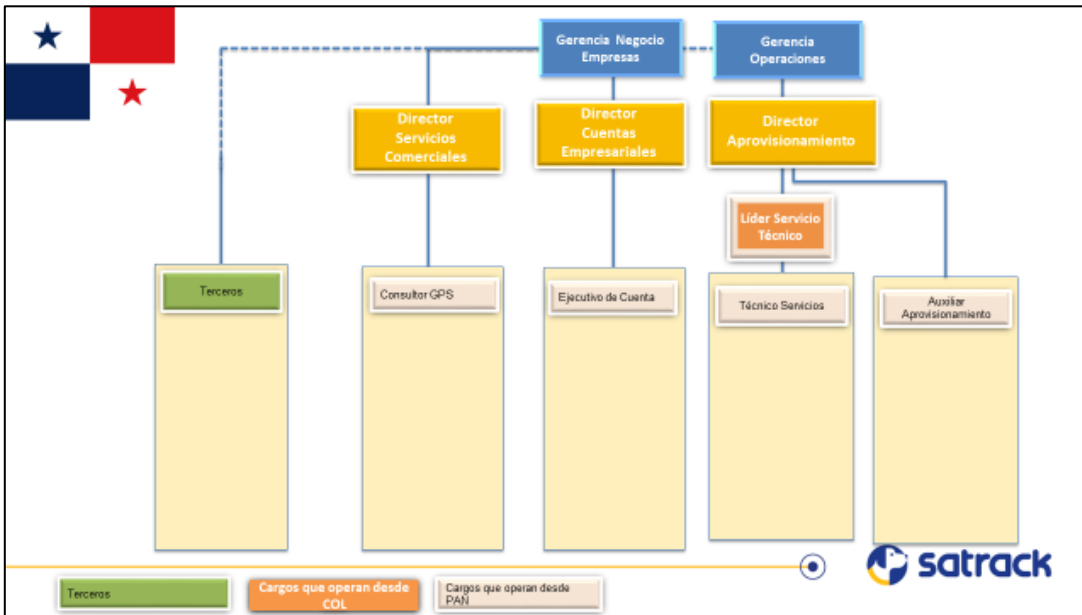 Gerencia Negocio
Empresas
Gerencia
Operaciones
Director
Servicios
Comerciales
Director
Cuentas
Empresariales
Director
Aprovisionamiento
Líder Servicio
Técnico
Terceros
Consultor GPS
Ejecutivo de Cuenta
Técnico Servicios
Auxiliar
Aprovisionamiento
satrack
Terceros
Cargos que operan desde
COL
Cargos que operan desde
PAN